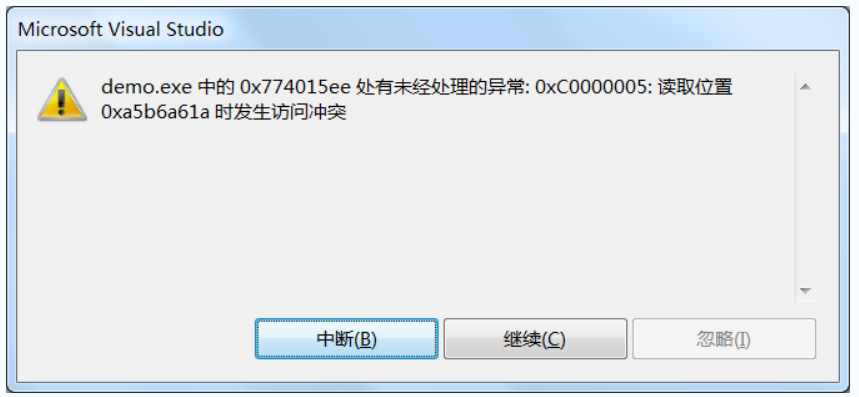 Microsoft Visual Studio
demo.exe 中的 0x774015ee 处有未经处理的异常: 0xC0000005: 读取位置
0xa5b6a61a 时发生访问冲突
中断(B) 继续(C) 忽略(I)